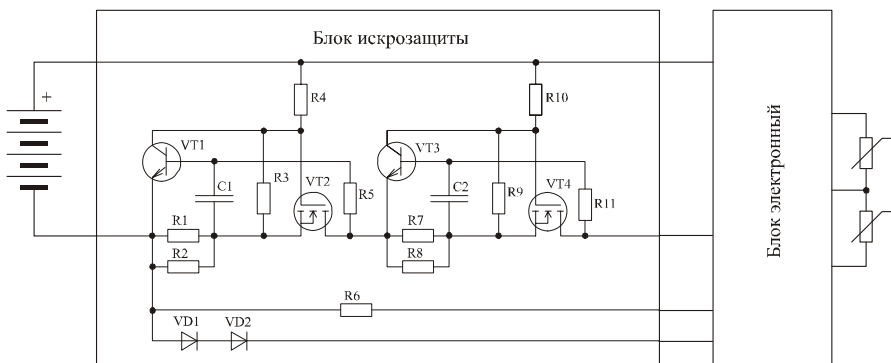 Блок искрозащиты
+
R4
R10
VT1
VT3
R3
C1
VT2
R5
C2
R9
VT4
R11
R1
R2
R7
R8
R6
VD1
VD2
Блок электронный